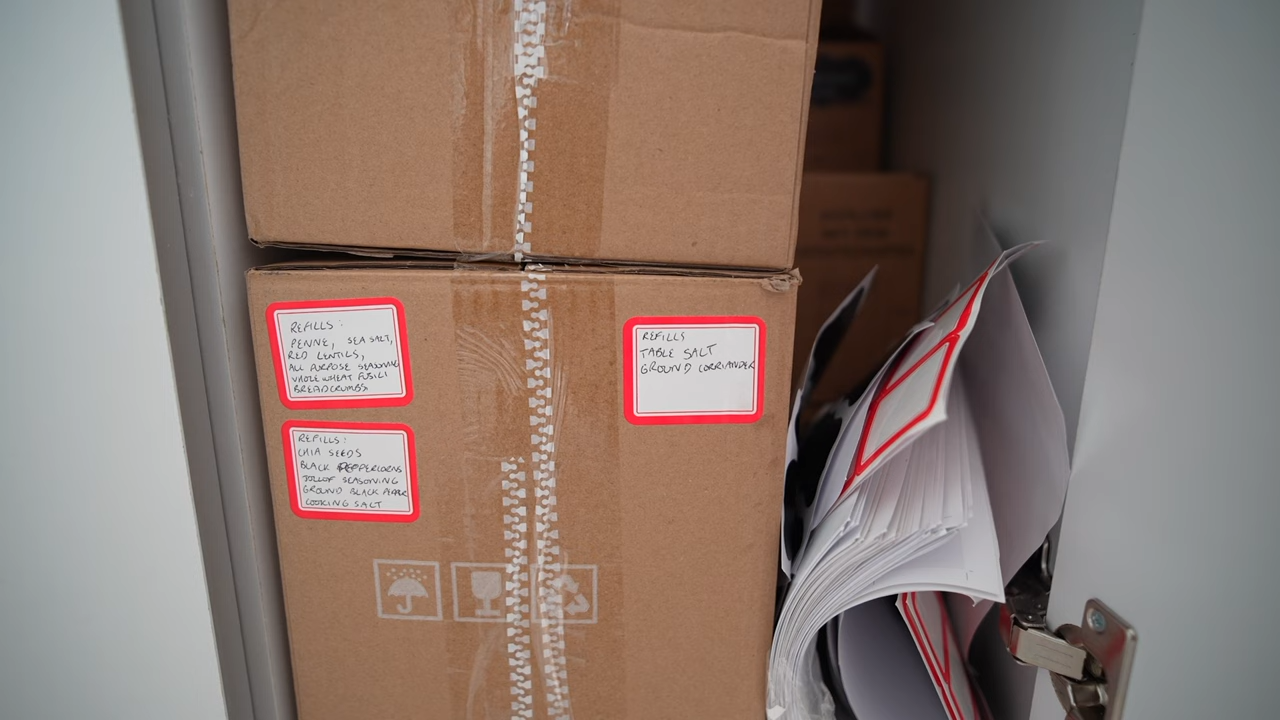 REFILLS:
PENNE, SEA SALT,
RED LENTILS,
ALL PURPOSE SEASONING
WHOLE WHEAT FUSILI
BREADCRUMBS
REFILLS:
CHIA SEEDS
BLACK PEPPERCORNS
JOLLOF SEASONING
GROUND BLACK PEPER
COOKING SALT
REFILLS
TABLE SALT
GROUND CORRIANDER